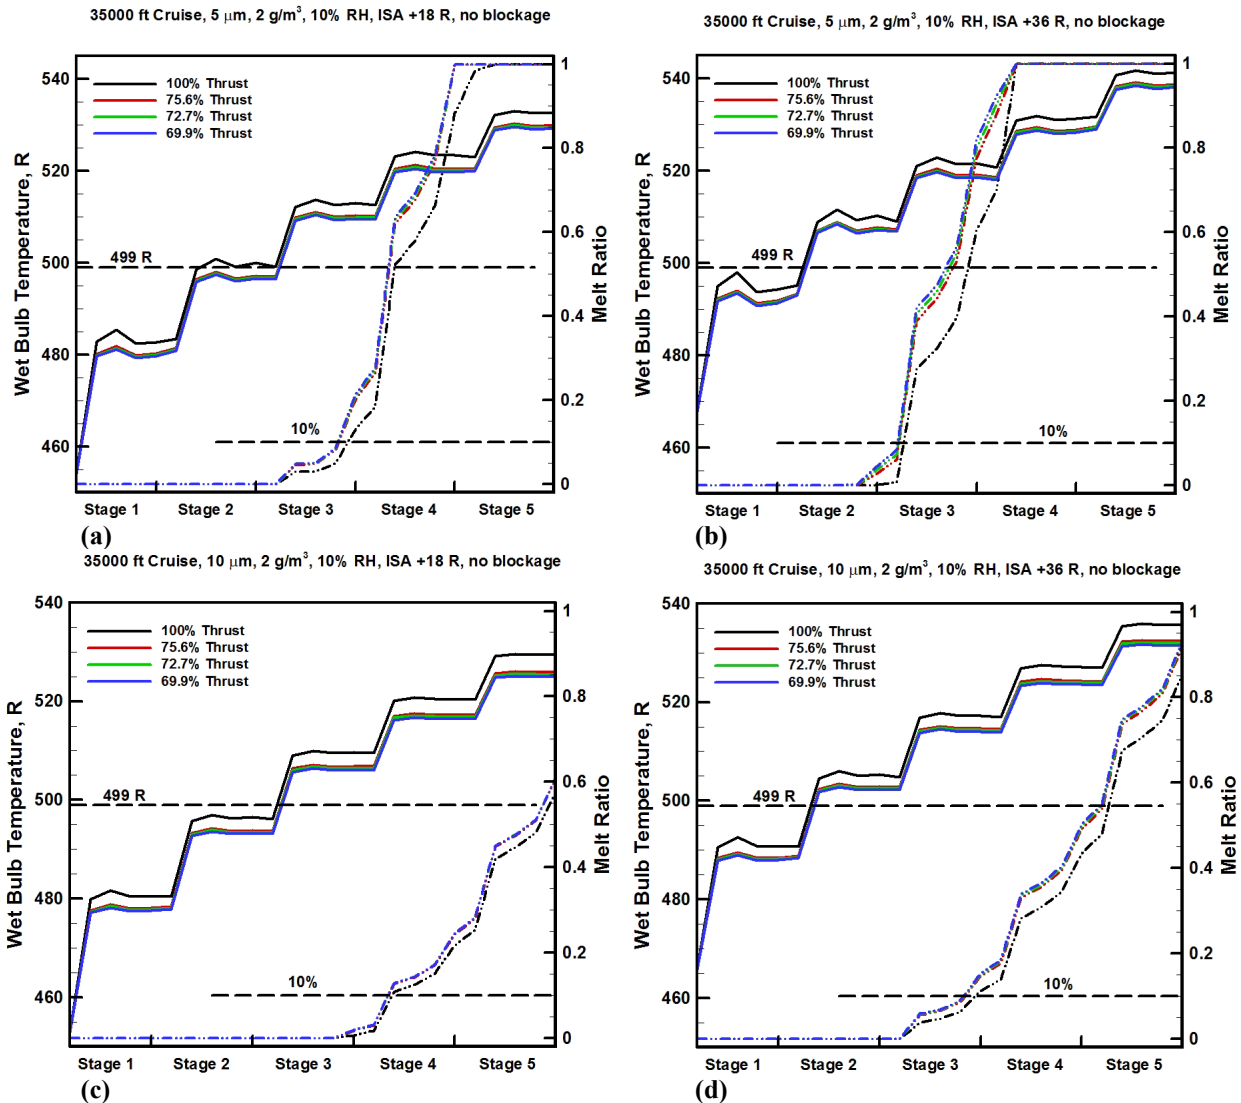 35000 ft Cruise, 5 μm, 2 g/m³, 10% RH, ISA +18 R, no blockage
540
520
500
480
460
Wet Bulb Temperature, R
100% Thrust
75.6% Thrust
72.7% Thrust
69.9% Thrust
499 R
10%
1
0.8
0.6
0.4
0.2
0
Melt Ratio
Stage 1 Stage 2 Stage 3 Stage 4 Stage 5
(a)
35000 ft Cruise, 5 μm, 2 g/m³, 10% RH, ISA +36 R, no blockage
540
520
500
480
460
Wet Bulb Temperature, R
100% Thrust
75.6% Thrust
72.7% Thrust
69.9% Thrust
499 R
10%
1
0.8
0.6
0.4
0.2
0
Melt Ratio
Stage 1 Stage 2 Stage 3 Stage 4 Stage 5
(b)
35000 ft Cruise, 10 μm, 2 g/m³, 10% RH, ISA +18 R, no blockage
540
520
500
480
460
Wet Bulb Temperature, R
100% Thrust
75.6% Thrust
72.7% Thrust
69.9% Thrust
499 R
10%
1
0.8
0.6
0.4
0.2
0
Melt Ratio
Stage 1 Stage 2 Stage 3 Stage 4 Stage 5
(c)
35000 ft Cruise, 10 μm, 2 g/m³, 10% RH, ISA +36 R, no blockage
540
520
500
480
460
Wet Bulb Temperature, R
100% Thrust
75.6% Thrust
72.7% Thrust
69.9% Thrust
499 R
10%
1
0.8
0.6
0.4
0.2
0
Melt Ratio
Stage 1 Stage 2 Stage 3 Stage 4 Stage 5
(d)